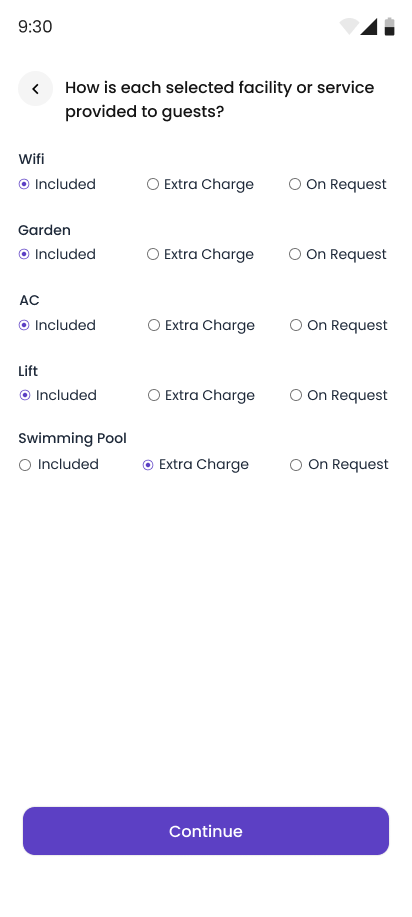 9:30
How is each selected facility or service
provided to guests?
Wifi
Included Extra Charge On Request
Garden
Included Extra Charge On Request
AC
Included Extra Charge On Request
Lift
Included Extra Charge On Request
Swimming Pool
Included Extra Charge On Request
Continue